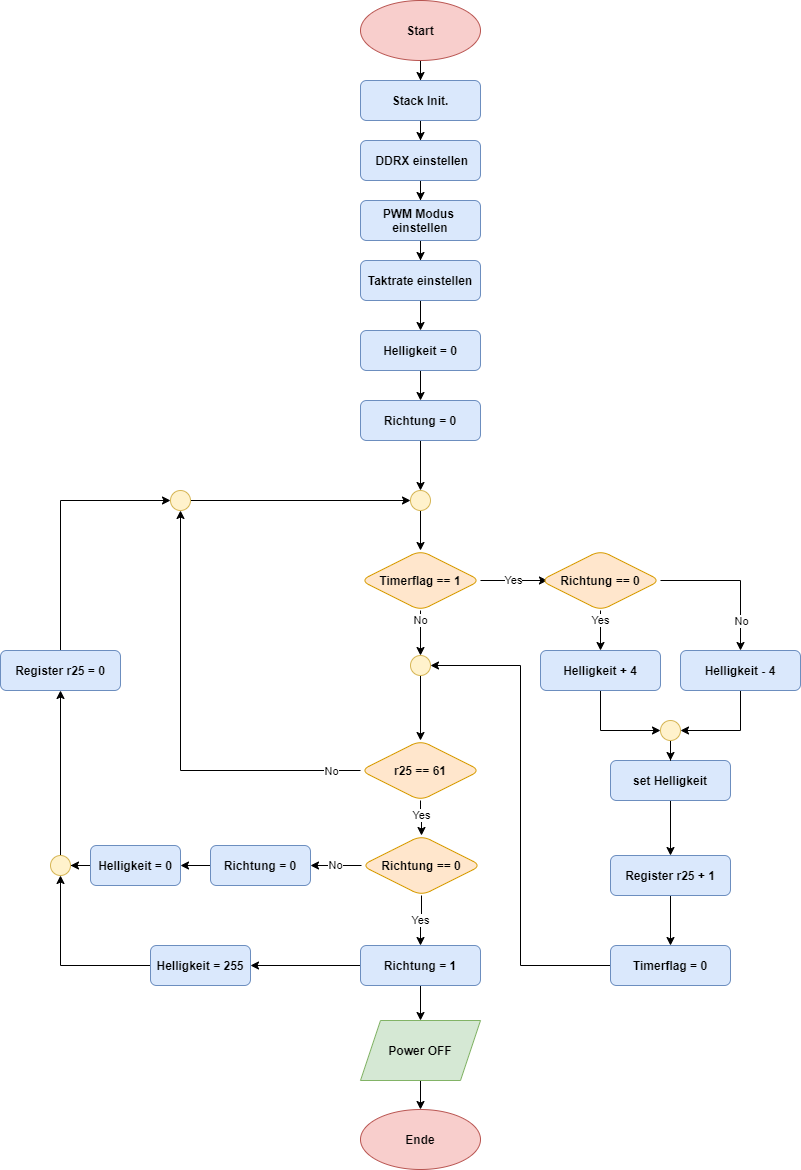 Start
Stack Init.
DDRX einstellen
PWM Modus
einstellen
Taktrate einstellen
Helligkeit = 0
Richtung = 0
Timerflag == 1
Yes
Richtung == 0
No
Yes
No
Register r25 = 0
Helligkeit + 4
Helligkeit - 4
No
r25 == 61
set Helligkeit
Yes
Helligkeit = 0
Richtung = 0
No
Richtung == 0
Register r25 + 1
Yes
Helligkeit = 255
Richtung = 1
Timerflag = 0
Power OFF
Ende